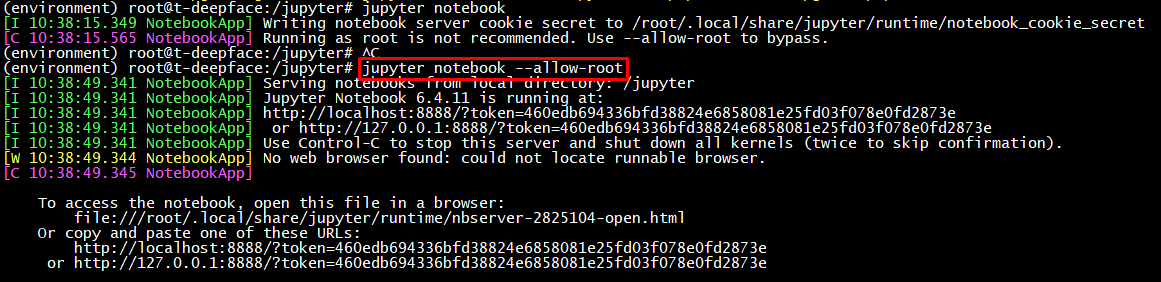 (environment) root@t-deepface:/jupyter# jupyter notebook
[I 10:38:15.349 NotebookApp] Writing notebook server cookie secret to /root/.local/share/jupyter/runtime/notebook_cookie_secret
[C 10:38:15.565 NotebookApp] Running as root is not recommended. Use --allow-root to bypass.
(environment) root@t-deepface:/jupyter# ^C
(environment) root@t-deepface:/jupyter# jupyter notebook --allow-root
[I 10:38:49.341 NotebookApp] Serving notebooks from local directory: /jupyter
[I 10:38:49.341 NotebookApp] Jupyter Notebook 6.4.11 is running at:
[I 10:38:49.341 NotebookApp] http://localhost:8888/?token=460edb694336bfd38824e6858081e25fd03f078e0fd2873e
[I 10:38:49.341 NotebookApp]  or http://127.0.0.1:8888/?token=460edb694336bfd38824e6858081e25fd03f078e0fd2873e
[I 10:38:49.341 NotebookApp] Use Control-C to stop this server and shut down all kernels (twice to skip confirmation).
[W 10:38:49.344 NotebookApp] No web browser found: could not locate runnable browser.
[C 10:38:49.345 NotebookApp]
To access the notebook, open this file in a browser:
file:///root/.local/share/jupyter/runtime/nbserver-2825104-open.html
Or copy and paste one of these URLs:
http://localhost:8888/?token=460edb694336bfd38824e6858081e25fd03f078e0fd2873e
or http://127.0.0.1:8888/?token=460edb694336bfd38824e6858081e25fd03f078e0fd2873e